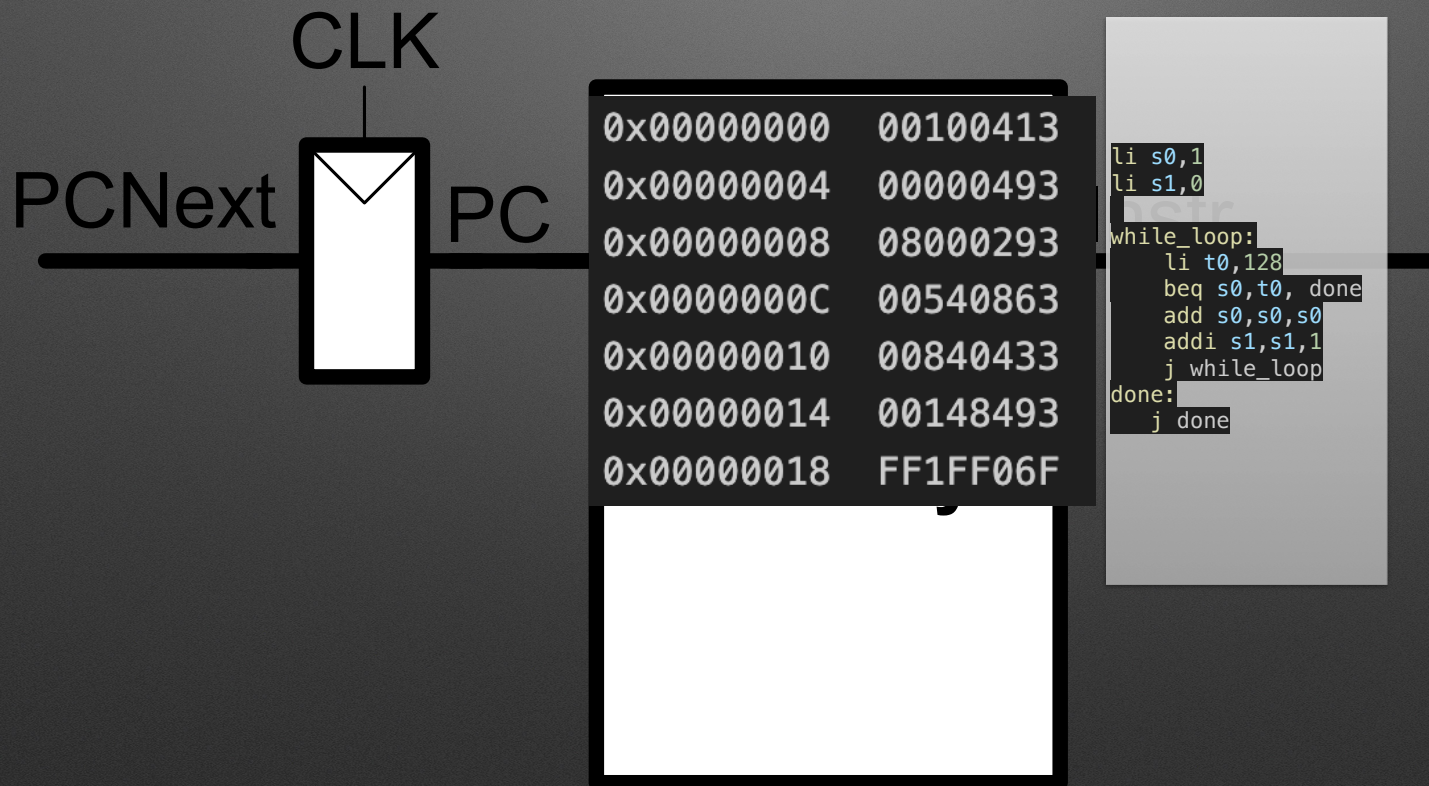 CLK
PCNext
PC
0x00000000 00100413
0x00000004 00000493
0x00000008 08000293
0x0000000C 00540863
0x00000010 00840433
0x00000014 00148493
0x00000018 FF1FF06F
li s0,1
li s1,0
while_loop:
    li t0,128
    beq s0,t0, done
    add s0,s0,s0
    addi s1,s1,1
    j while_loop
done:
   j done